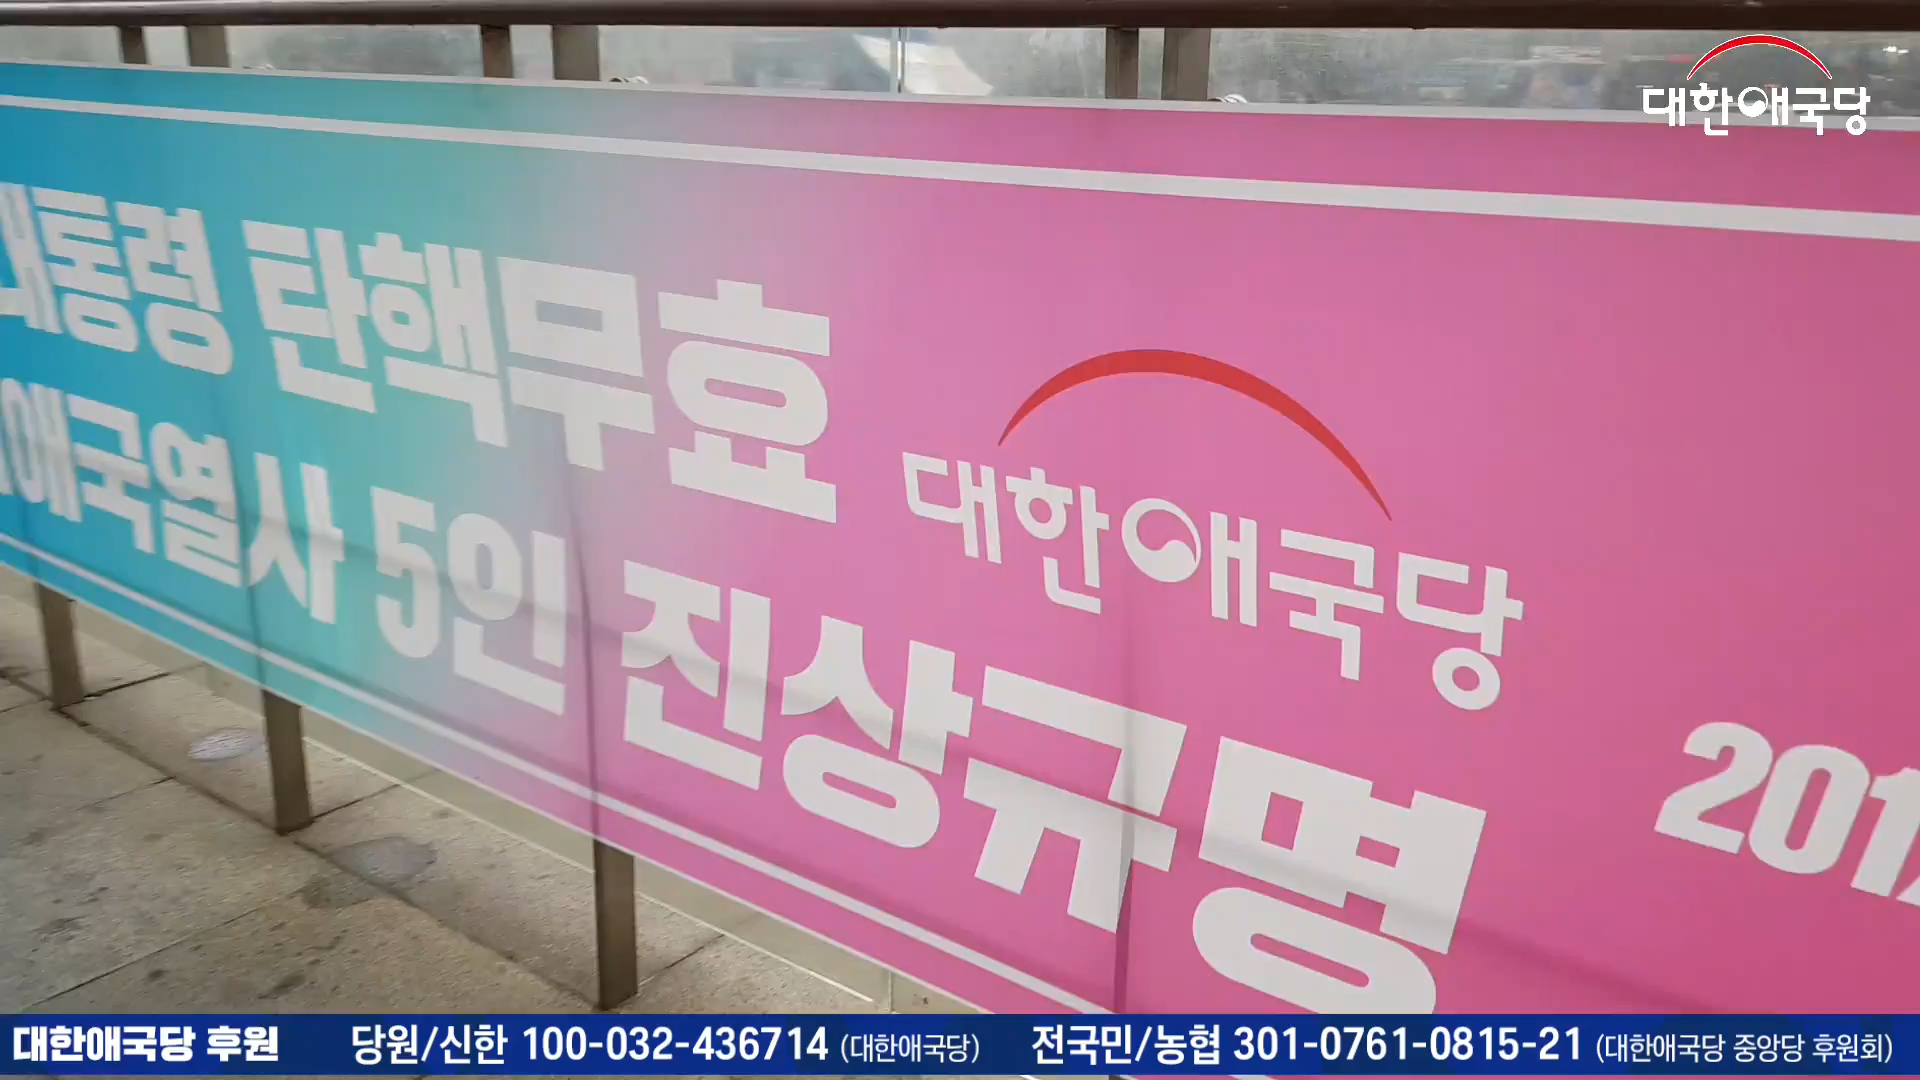 대한애국당
대통령 탄핵무효
애국열사 5인 진상규명
대한애국당
201
대한애국당 후원 당원/신한 100-032-436714 (대한애국당) 전국민/농협 301-0761-0815-21 (대한애국당 중앙당 후원회)